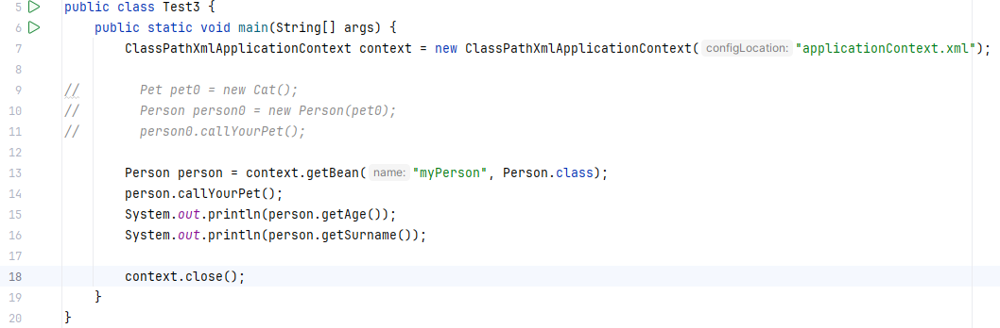 5 public class Test3 {
6 public static void main(String[] args) {
7 ClassPathXmlApplicationContext context = new ClassPathXmlApplicationContext( configLocation: "applicationContext.xml");
8
9 // Pet pet0 = new Cat();
10 // Person person0 = new Person(pet0);
11 // person0.callYourPet();
12
13 Person person = context.getBean( name: "myPerson", Person.class);
14 person.callYourPet();
15 System.out.println(person.getAge());
16 System.out.println(person.getSurname());
17
18 context.close();
19 }
20 }